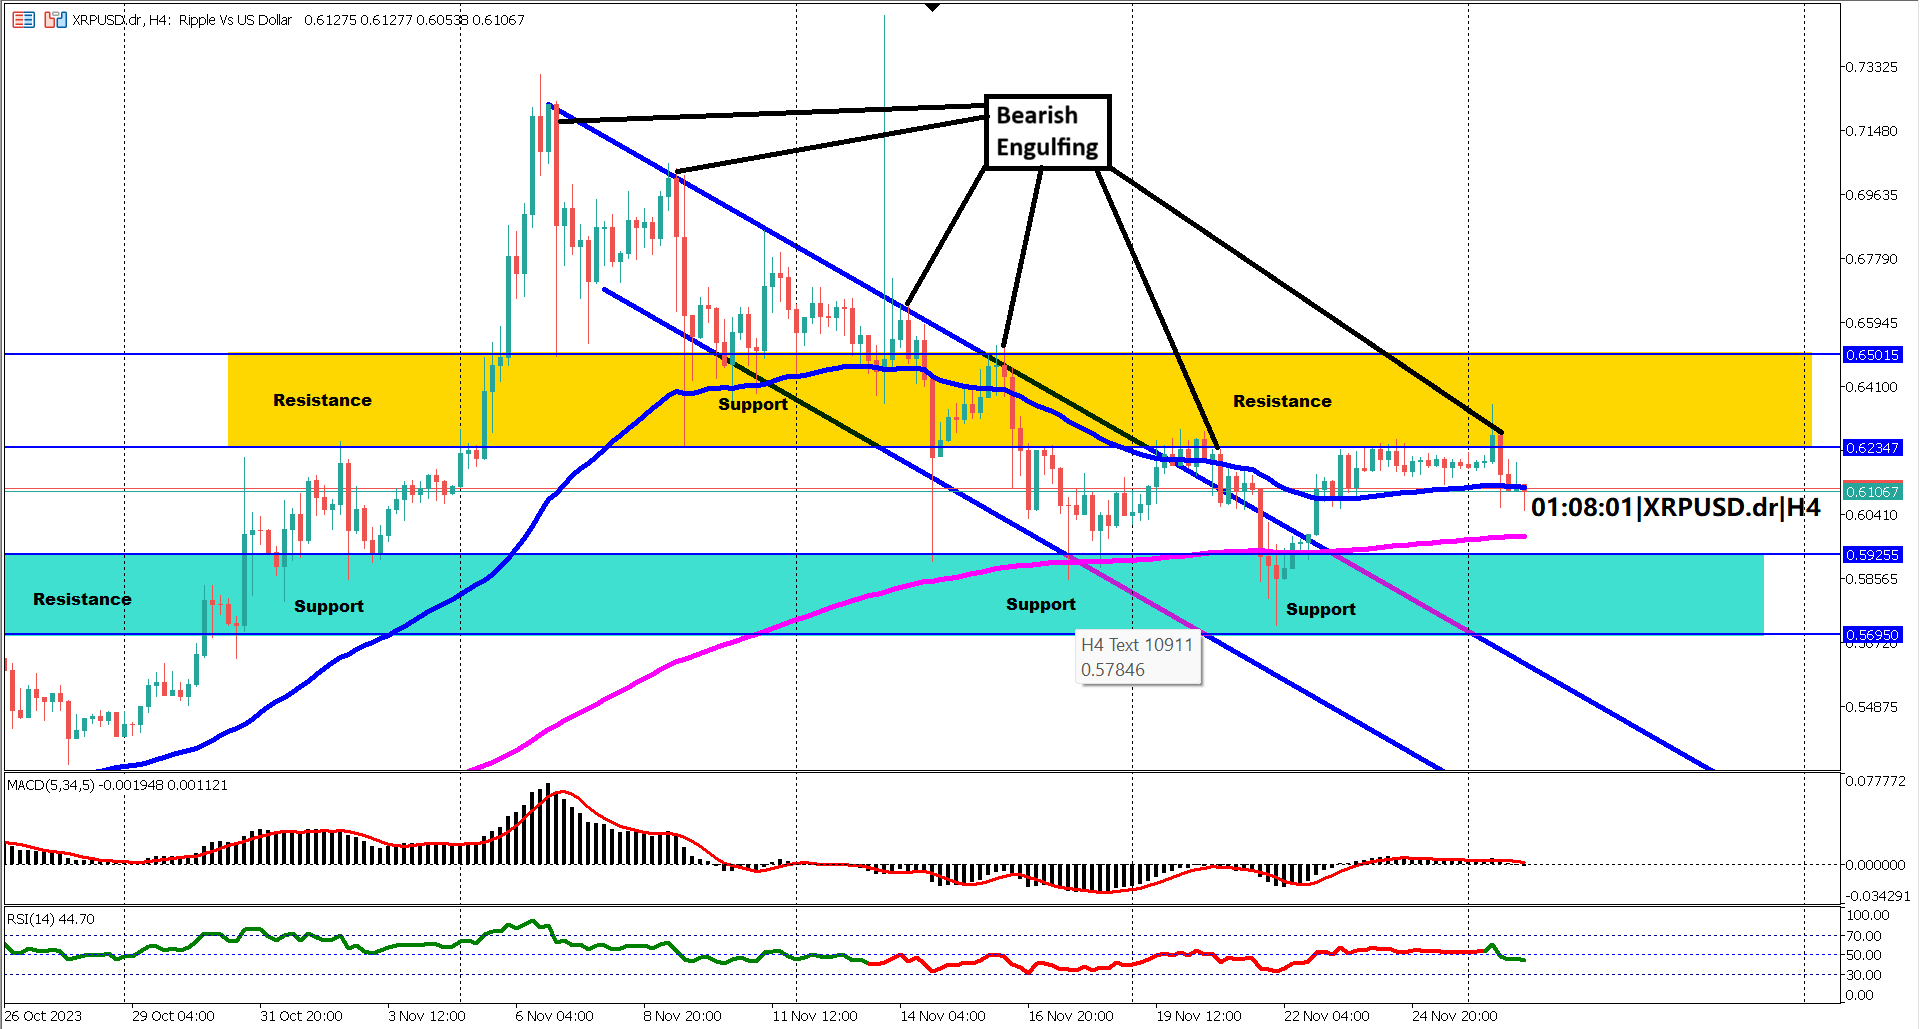 XRPUSD.dr, H4: Ripple Vs US Dollar 0.61275 0.61277 0.60538 0.61067
Bearish
Engulfing
0.73325
0.71480
0.69635
0.67790
0.65945
0.65015
0.64100
Resistance
Support
Resistance
0.62347
0.61067
01:08:01|XRPUSD.dr|H4
0.60410
0.59255
0.58565
Resistance
Support
Support
Support
0.56950
0.56720
H4 Text 10911
0.57846
0.54875
MACD(5,34,5) -0.001948 0.001121
0.077772
0.000000
-0.034291
RSI(14) 44.70
100.00
70.00
50.00
30.00
0.00
26 Oct 2023
29 Oct 04:00
31 Oct 20:00
3 Nov 12:00
6 Nov 04:00
8 Nov 20:00
11 Nov 12:00
14 Nov 04:00
16 Nov 20:00
19 Nov 12:00
22 Nov 04:00
24 Nov 20:00